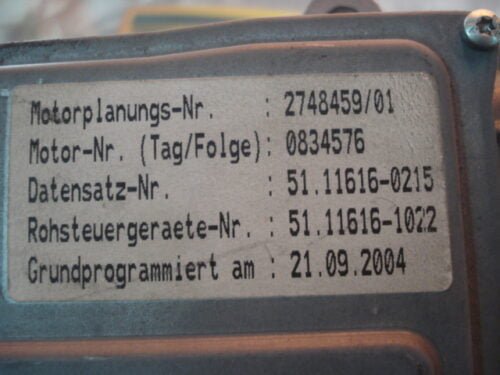 Motorplanungs-Nr. : 2748459/01
Motor-Nr. (Tag/Folge): 0834576
Datensatz-Nr. : 51.11616-0215
Rohsteuergeraete-Nr. : 51.11616-1022
Grundprogrammiert am : 21.09.2004